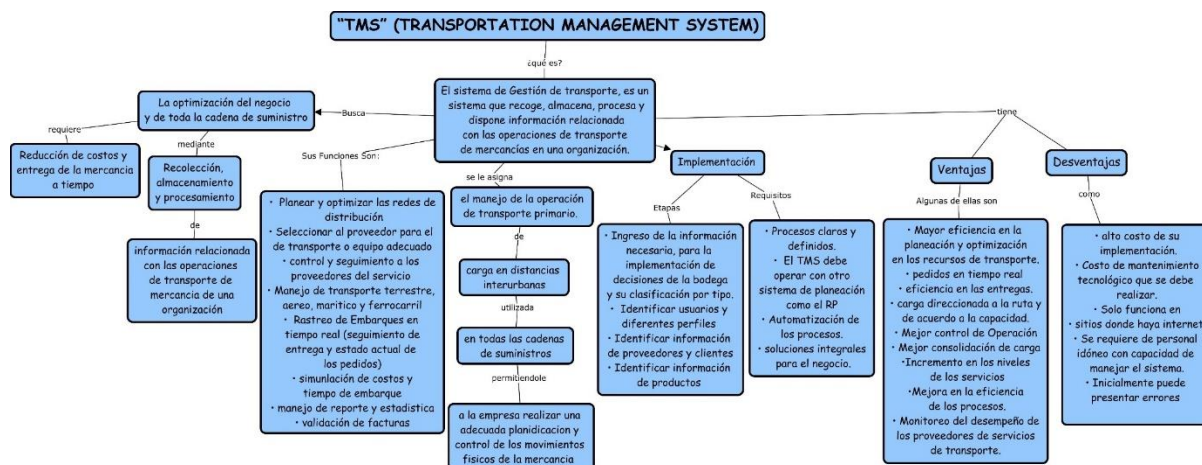 “TMS” (TRANSPORTATION MANAGEMENT SYSTEM)
¿qué es?
El sistema de Gestión de transporte, es un
sistema que recoge, almacena, procesa y
dispone información relacionada
con las operaciones de transporte
de mercancías en una organización.
Busca
La optimización del negocio
y de toda la cadena de suministro
requiere
Reducción de costos y
entrega de la mercancia
a tiempo
mediante
Recolección,
almacenamiento
y procesamiento
de
información relacionada
con las operaciones
de transporte de
mercancia de una
organización
Sus Funciones Son:
• Planear y optimizar las redes de
distribución
• Seleccionar al proveedor para el
de transporte o equipo adecuado
• control y seguimiento a los
proveedores del servicio
• Manejo de transporte terrestre,
aereo, maritico y ferrocarril
• Rastreo de Embarques en
tiempo real (seguimiento de
entrega y estado actual de
los pedidos)
• simunlación de costos y
tiempo de embarque
• manejo de reporte y estadistica
• validación de facturas
se le asigna
el manejo de la operación
de transporte primario.
de
carga en distancias
interurbanas
utilizada
en todas las cadenas
de suministros
permitiendole
a la empresa realizar una
adecuada planidicacion y
control de los movimientos
fisicos de la mercancia
Implementación
Etapas
• Ingreso de la información
necesaria, para la
implementación de
decisiones de la bodega
y su clasificación por tipo.
• Identificar usuarios y
diferentes perfiles
• Identificar información
de proveedores y clientes
• Identificar información
de productos
Requisitos
• Procesos claros y
definidos.
• El TMS debe
operar con otro
sistema de planeación
como el RP
• Automatización de
los procesos.
• soluciones integrales
para el negocio.
tiene
Ventajas
Algunas de ellas son
• Mayor eficiencia en la
planeación y optimización
en los recursos de transporte.
• pedidos en tiempo real
• eficiencia en las entregas.
• carga direccionada a la ruta y
de acuerdo a la capacidad.
• Mejor control de Operación
• Mejor consolidación de carga
• Incremento en los niveles
de los servicios
• Mejora en la eficiencia
de los procesos.
• Monitoreo del desempeño de
los proveedores de servicios
de transporte.
Desventajas
como
• alto costo de su
implementación.
• Costo de mantenimiento
tecnológico que se debe
realizar.
• Solo funciona en
sitios donde haya internet
• Se requiere de personal
idóneo con capacidad de
manejar el sistema.
• Inicialmente puede
presentar errores